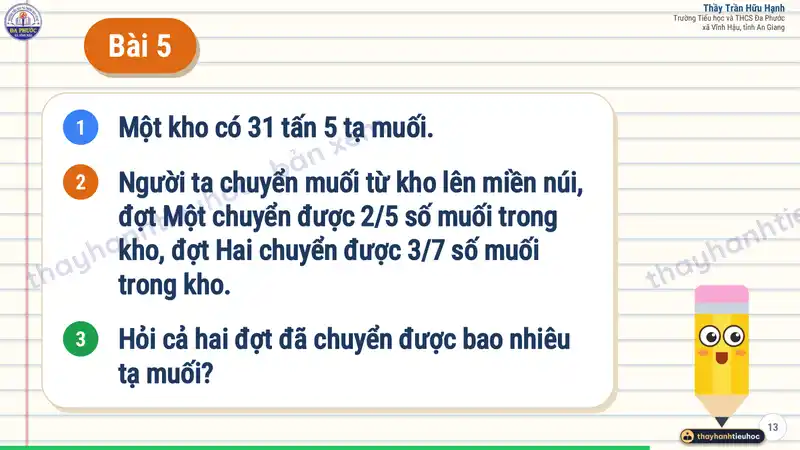 Thầy Trần Hữu Hạnh
Trường Tiểu học và THCS Đa Phước
xã Vĩnh Hậu, tỉnh An Giang
ĐA PHƯỚC
Bài 5
1 Một kho có 31 tấn 5 tạ muối.
2 Người ta chuyển muối từ kho lên miền núi,
đợt Một chuyển được 2/5 số muối trong
kho, đợt Hai chuyển được 3/7 số muối
trong kho.
3 Hỏi cả hai đợt đã chuyển được bao nhiêu
tạ muối?
13
thayhanhtieuhoc